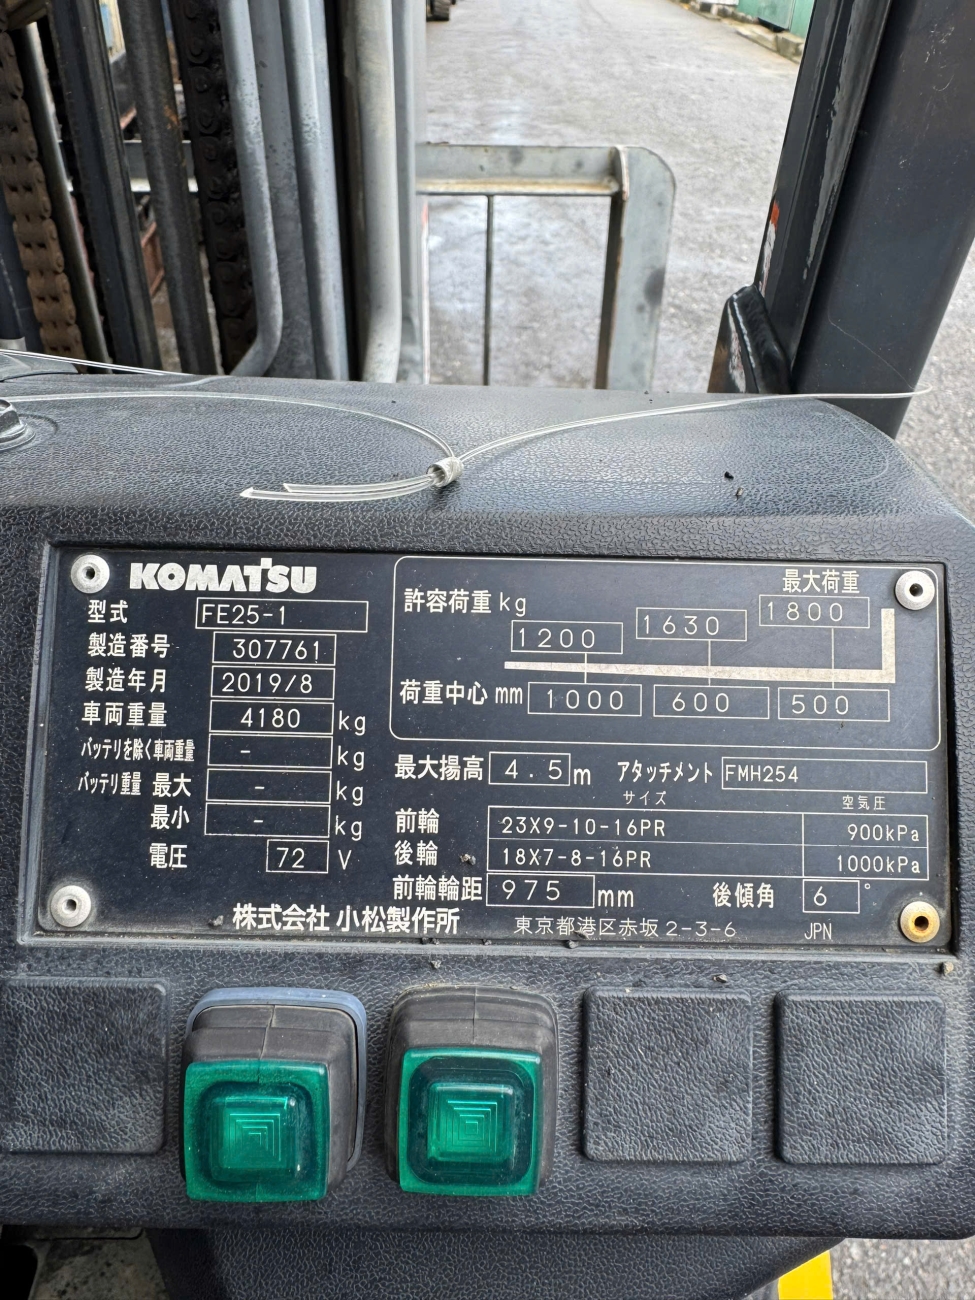 KOMATSU
型式 FE25-1
製造番号 307761
製造年月 2019/8
車両重量 4180 kg
バッテリを除く車両重量 - kg
バッテリ重量 最大 - kg
最小 - kg
電圧 72 V
最大荷重
許容荷重 kg 1200 1630 1800
荷重中心 mm 1000 600 500
最大揚高 4.5 m アタッチメント FMH254
サイズ 空気圧
前輪 23X9-10-16PR 900kPa
後輪 18X7-8-16PR 1000kPa
前輪輪距 975 mm 後傾角 6°
株式会社 小松製作所 東京都港区赤坂 2-3-6 JPN